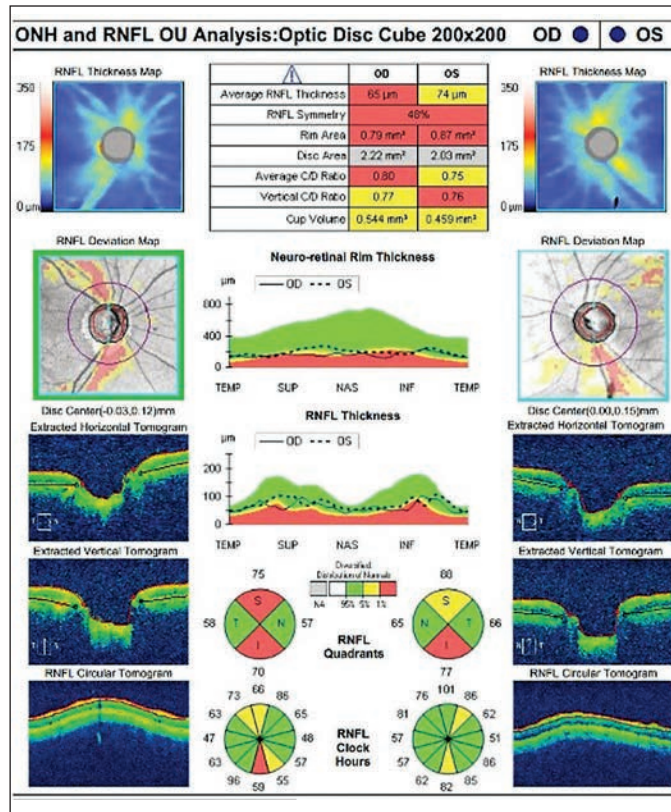 ONH and RNFL OU Analysis:Optic Disc Cube 200x200 OD OS
RNFL Thickness Map
350
175
0 µm
OD OS
Average RNFL Thickness 65 µm 74 µm
RNFL Symmetry 48%
Rim Area 0.79 mm² 0.87 mm²
Disc Area 2.22 mm² 2.03 mm²
Average C/D Ratio 0.80 0.75
Vertical C/D Ratio 0.77 0.76
Cup Volume 0.544 mm³ 0.459 mm³
RNFL Thickness Map
350
175
0 µm
RNFL Deviation Map
Disc Center(-0.03,0.12)mm
Neuro-retinal Rim Thickness
µm OD OS
800
400
200
0
TEMP SUP NAS INF TEMP
RNFL Deviation Map
Disc Center(0.00,0.15)mm
Extracted Horizontal Tomogram
RNFL Thickness
µm OD OS
200
100
0
TEMP SUP NAS INF TEMP
Extracted Horizontal Tomogram
Extracted Vertical Tomogram
Diversified:
Distribution of Normals
NA 95% 5% 1%
75
58 S T N I 57
70
RNFL
Quadrants
88
65 S N T I 66
77
Extracted Vertical Tomogram
RNFL Circular Tomogram
66
73 86
63 65
47 48
63 57
96 55
59
RNFL
Clock
Hours
101
76 86
81 62
57 51
57 86
62 85
82
RNFL Circular Tomogram